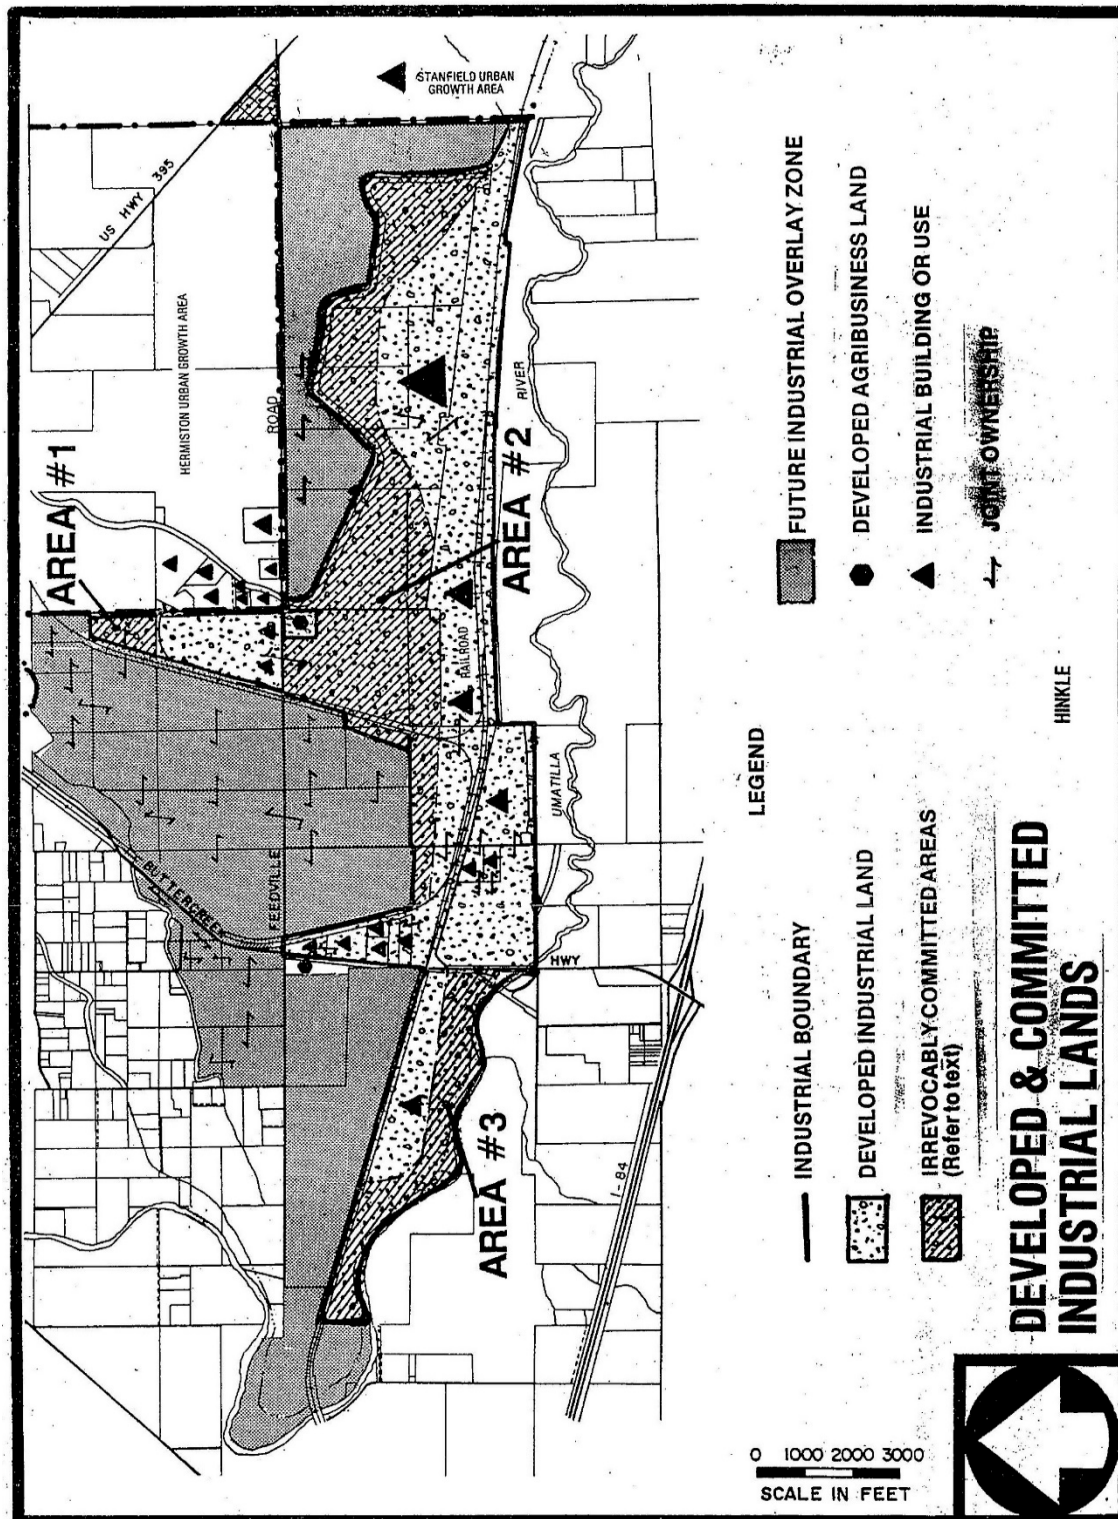 STANFIELD URBAN
GROWTH AREA
US HWY 395
HERMISTON URBAN GROWTH AREA
ROAD
AREA #1
RIVER
AREA #2
RAILROAD
UMATILLA
BUTTERCREEK
FEEDVILLE
HWY
AREA #3
I-84
LEGEND
INDUSTRIAL BOUNDARY
DEVELOPED INDUSTRIAL LAND
IRREVOCABLY COMMITTED AREAS
(Refer to text)
FUTURE INDUSTRIAL OVERLAY ZONE
DEVELOPED AGRIBUSINESS LAND
INDUSTRIAL BUILDING OR USE
JOINT OWNERSHIP
HINKLE
DEVELOPED & COMMITTED
INDUSTRIAL LANDS
0 1000 2000 3000
SCALE IN FEET